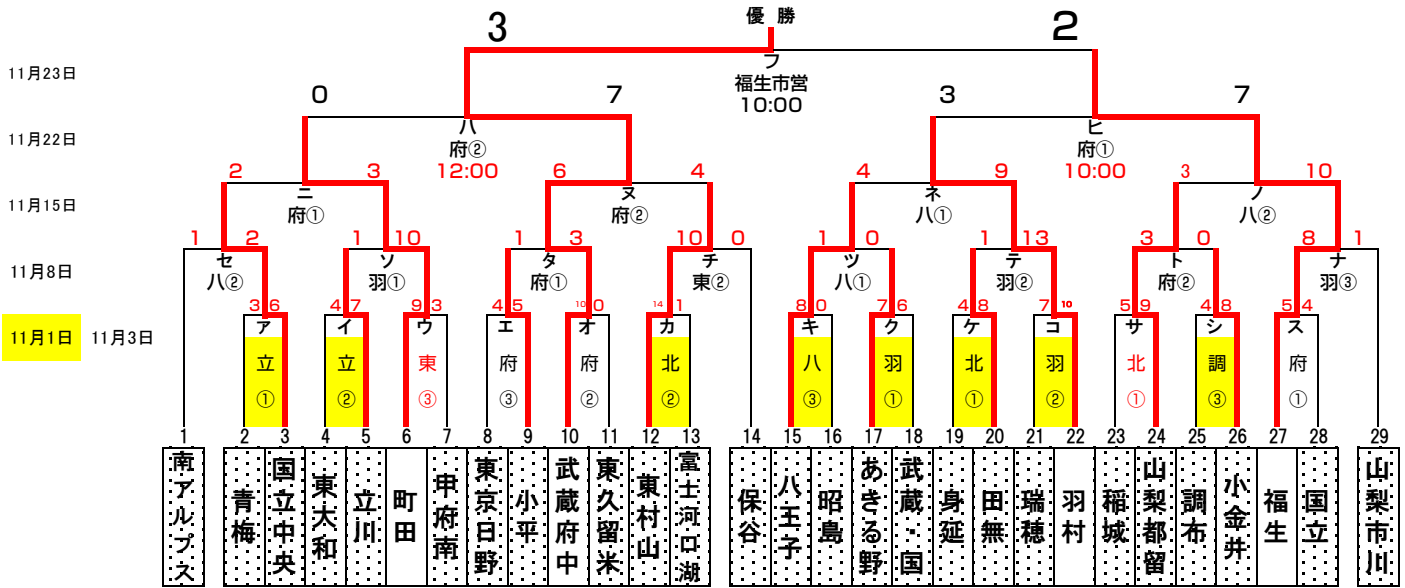 優 勝
3 2
フ
福生市営
10:00
11月23日
0 7 3 7
ハ ヒ
府② 府①
12:00 10:00
11月22日
2 3 6 4 4 9 3 10
ニ ヌ ネ ノ
府① 府② 八① 八②
11月15日
1 2 1 10 1 3 10 0 1 0 1 13 3 0 8 1
セ ソ タ チ ツ テ ト ナ
八② 羽① 府① 東② 八① 羽② 府② 羽③
11月8日
3 6 4 7 9 3 4 5 10 0 14 1 8 0 7 6 4 8 7 10 5 9 4 8 5 4
ア イ ウ エ オ カ キ ク ケ コ サ シ ス
11月1日 11月3日
立 立 東 府 府 北 八 羽 北 羽 北 調 府
① ② ③ ③ ② ② ③ ① ① ② ① ③ ①
1 2 3 4 5 6 7 8 9 10 11 12 13 14 15 16 17 18 19 20 21 22 23 24 25 26 27 28 29
南アルプス
青梅
国立中央
東大和
立川
町田
甲府南
東京日野
小平
武蔵府中
東久留米
東村山
富士河口湖
保谷
八王子
昭島
あきる野
武蔵・国
身延
田無
瑞穂
羽村
稲城
山梨都留
調布
小金井
福生
国立
山梨市川